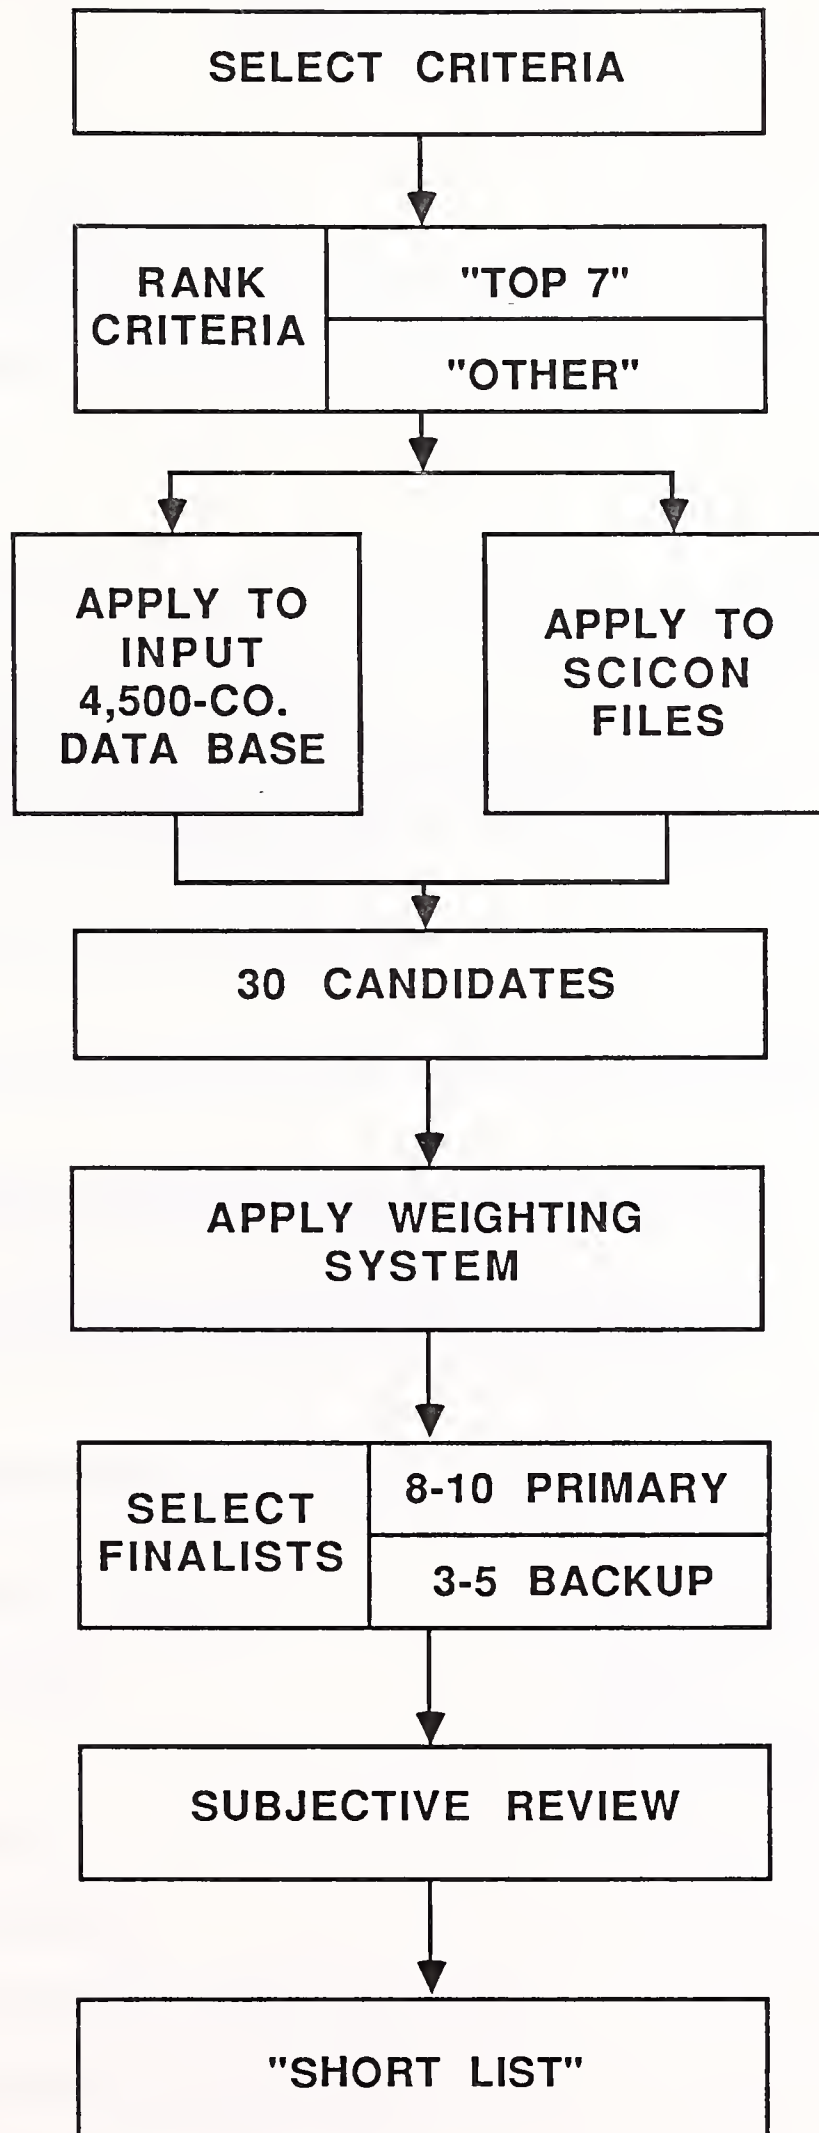 SELECT CRITERIA
RANK
CRITERIA
"TOP 7"
"OTHER"
APPLY TO
INPUT
4,500-CO.
DATA BASE
APPLY TO
SCICON
FILES
30 CANDIDATES
APPLY WEIGHTING
SYSTEM
SELECT
FINALISTS
8-10 PRIMARY
3-5 BACKUP
SUBJECTIVE REVIEW
"SHORT LIST"